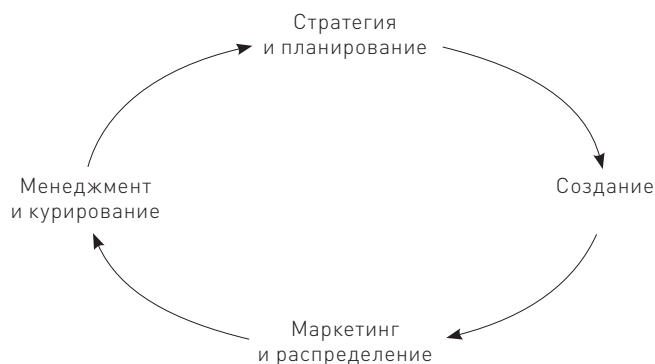 Стратегия
и планирование
Менеджмент
и курирование
Создание
Маркетинг
и распределение